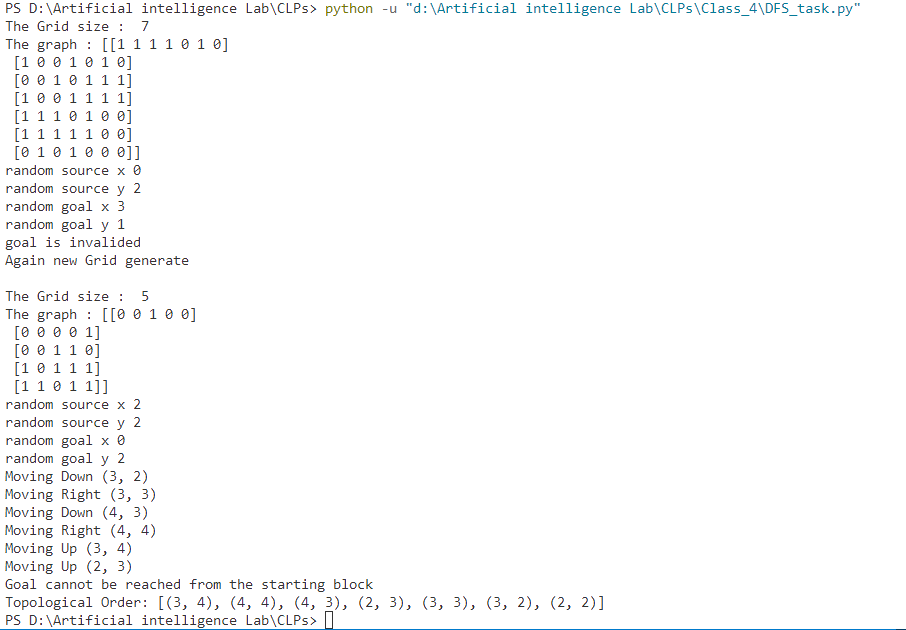 PS D:\Artificial intelligence Lab\CLPs> python -u "d:\Artificial intelligence Lab\CLPs\Class_4\DFS_task.py"
The Grid size :  7
The graph : [[1 1 1 1 0 1 0]
 [1 0 0 1 0 1 0]
 [0 0 1 0 1 1 1]
 [1 0 0 1 1 1 1]
 [1 1 1 0 1 0 0]
 [1 1 1 1 1 0 0]
 [0 1 0 1 0 0 0]]
random source x 0
random source y 2
random goal x 3
random goal y 1
goal is invalided
Again new Grid generate
The Grid size :  5
The graph : [[0 0 1 0 0]
 [0 0 0 0 1]
 [0 0 1 1 0]
 [1 0 1 1 1]
 [1 1 0 1 1]]
random source x 2
random source y 2
random goal x 0
random goal y 2
Moving Down (3, 2)
Moving Right (3, 3)
Moving Down (4, 3)
Moving Right (4, 4)
Moving Up (3, 4)
Moving Up (2, 3)
Goal cannot be reached from the starting block
Topological Order: [(3, 4), (4, 4), (4, 3), (2, 3), (3, 3), (3, 2), (2, 2)]
PS D:\Artificial intelligence Lab\CLPs>